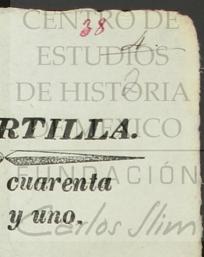 38
CENTRO DE
ESTUDIOS
DE HISTORIA
DE MÉXICO
RTILLA.
cuarenta
FUNDACIÓN
y uno.
Carlos Slim